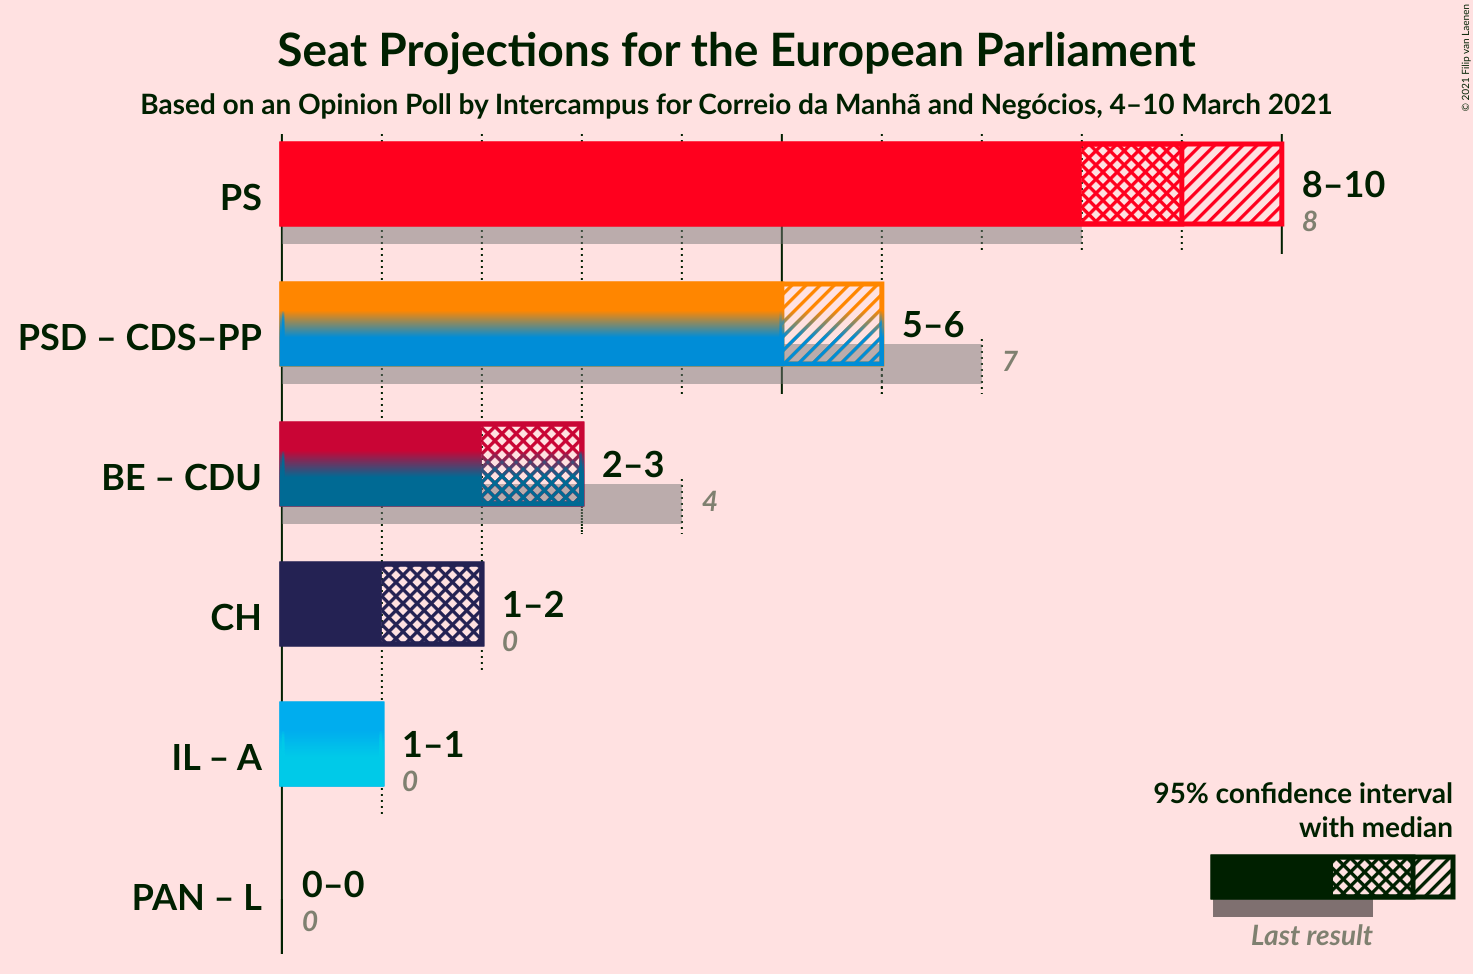 Seat Projections for the European Parliament
Based on an Opinion Poll by Intercampus for Correio da Manhã and Negócios, 4–10 March 2021
© 2021 Filip van Laenen
PS
8–10
8
PSD – CDS–PP
5–6
7
BE – CDU
2–3
4
CH
1–2
0
IL – A
1–1
0
PAN – L
0–0
0
95% confidence interval
with median
Last result